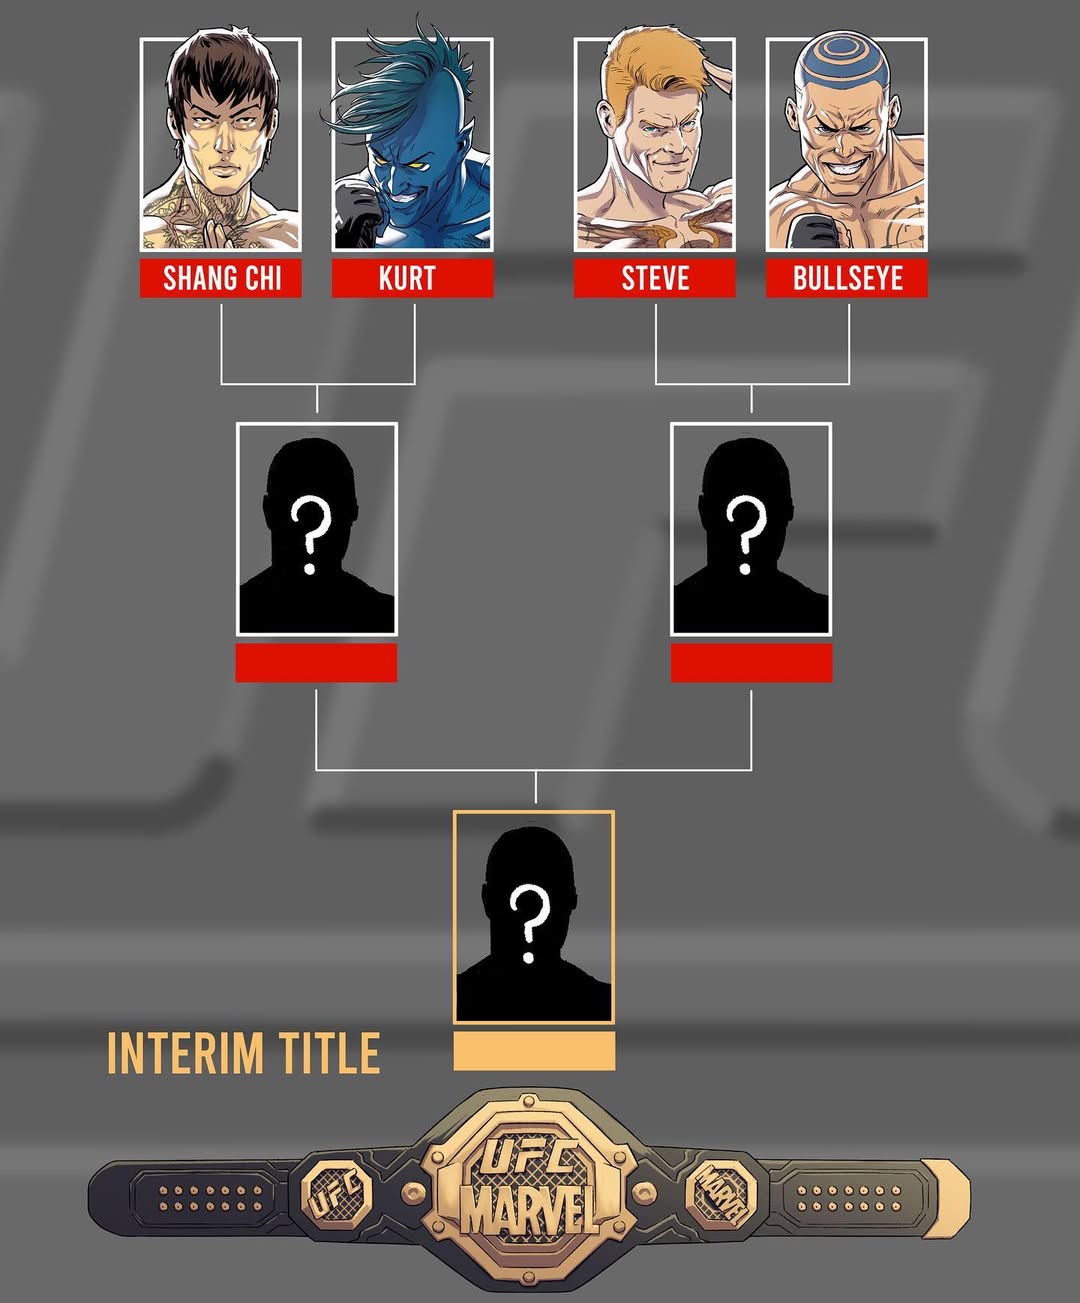 SHANG CHI
KURT
STEVE
BULLSEYE
?
?
?
INTERIM TITLE
UFC
MARVEL
UFC
MARVEL